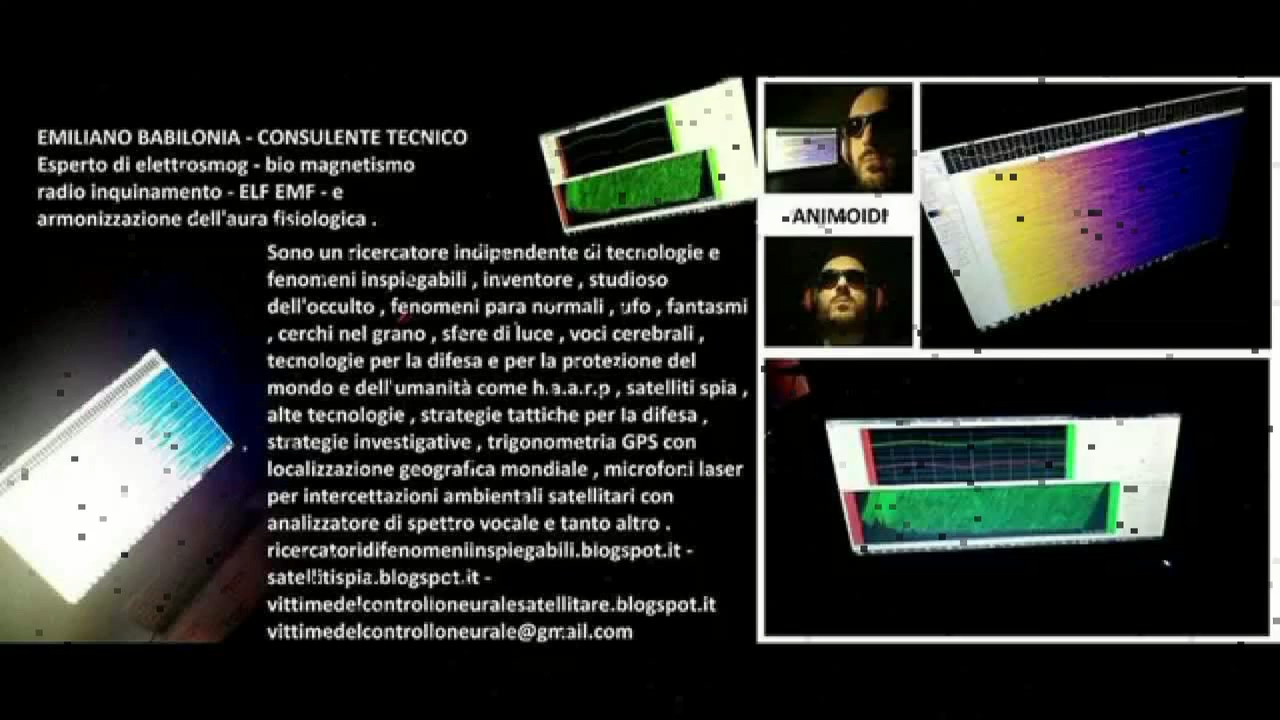 EMILIANO BABILONIA - CONSULENTE TECNICO
Esperto di elettrosmog - bio magnetismo
radio inquinamento - ELF EMF - e
armonizzazione dell'aura fisiologica .
Sono un ricercatore indipendente di tecnologie e
fenomeni inspiegabili , inventore , studioso
dell'occulto , fenomeni para normali , ufo , fantasmi
, cerchi nel grano , sfere di luce , voci cerebrali ,
tecnologie per la difesa e per la protezione del
mondo e dell'umanità come h.a.a.r.p , satelliti spia ,
alte tecnologie , strategie tattiche per la difesa ,
strategie investigative , trigonometria GPS con
localizzazione geografica mondiale , microfoni laser
per intercettazioni ambientali satellitari con
analizzatore di spettro vocale e tanto altro .
ricercatoridifenomeniinspiegabili.blogspot.it -
satellitispia.blogspot.it -
vittimedelcontrolloneuralesatellitare.blogspot.it
vittimedelcontrolloneurale@gmail.com
ANIMOIDI